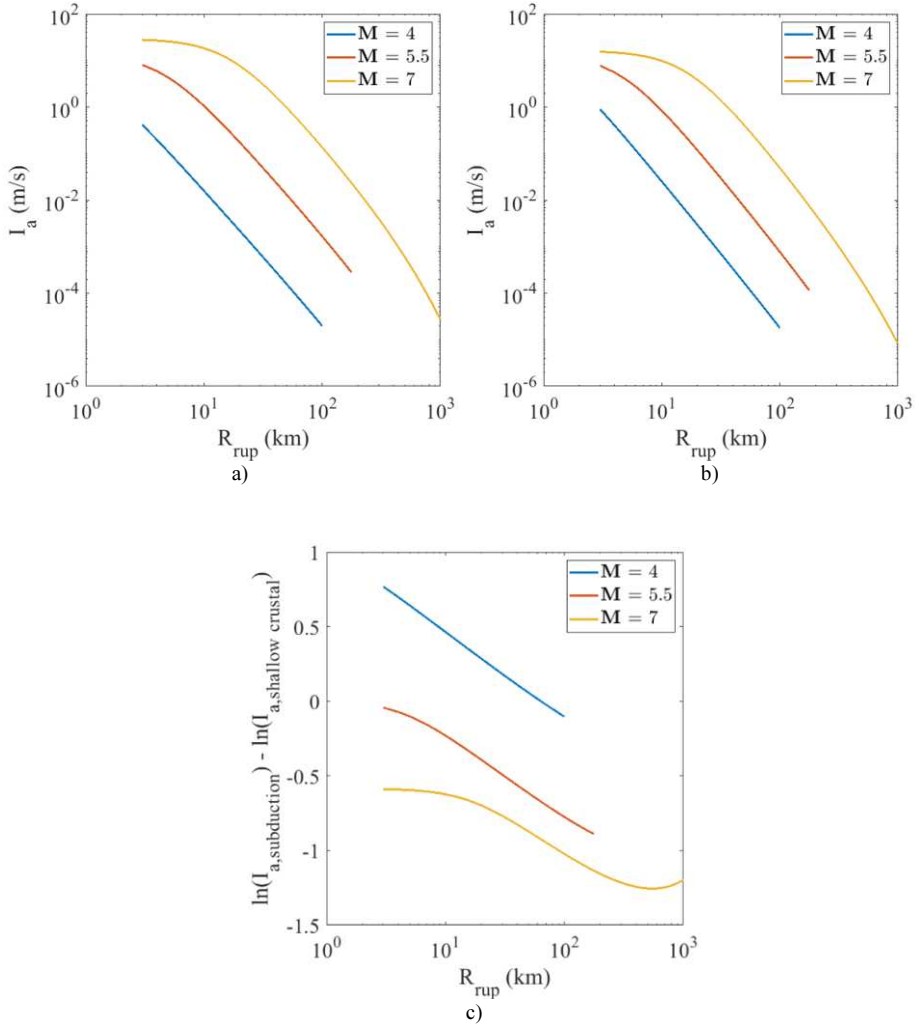 10^2
10^0
10^-2
10^-4
10^-6
I_a (m/s)
M = 4
M = 5.5
M = 7
10^0
10^1
10^2
10^3
R_rup (km)
a)
10^2
10^0
10^-2
10^-4
10^-6
I_a (m/s)
M = 4
M = 5.5
M = 7
10^0
10^1
10^2
10^3
R_rup (km)
b)
1
0.5
0
-0.5
-1
-1.5
ln(I_a,subduction) - ln(I_a,shallow crustal)
M = 4
M = 5.5
M = 7
10^0
10^1
10^2
10^3
R_rup (km)
c)